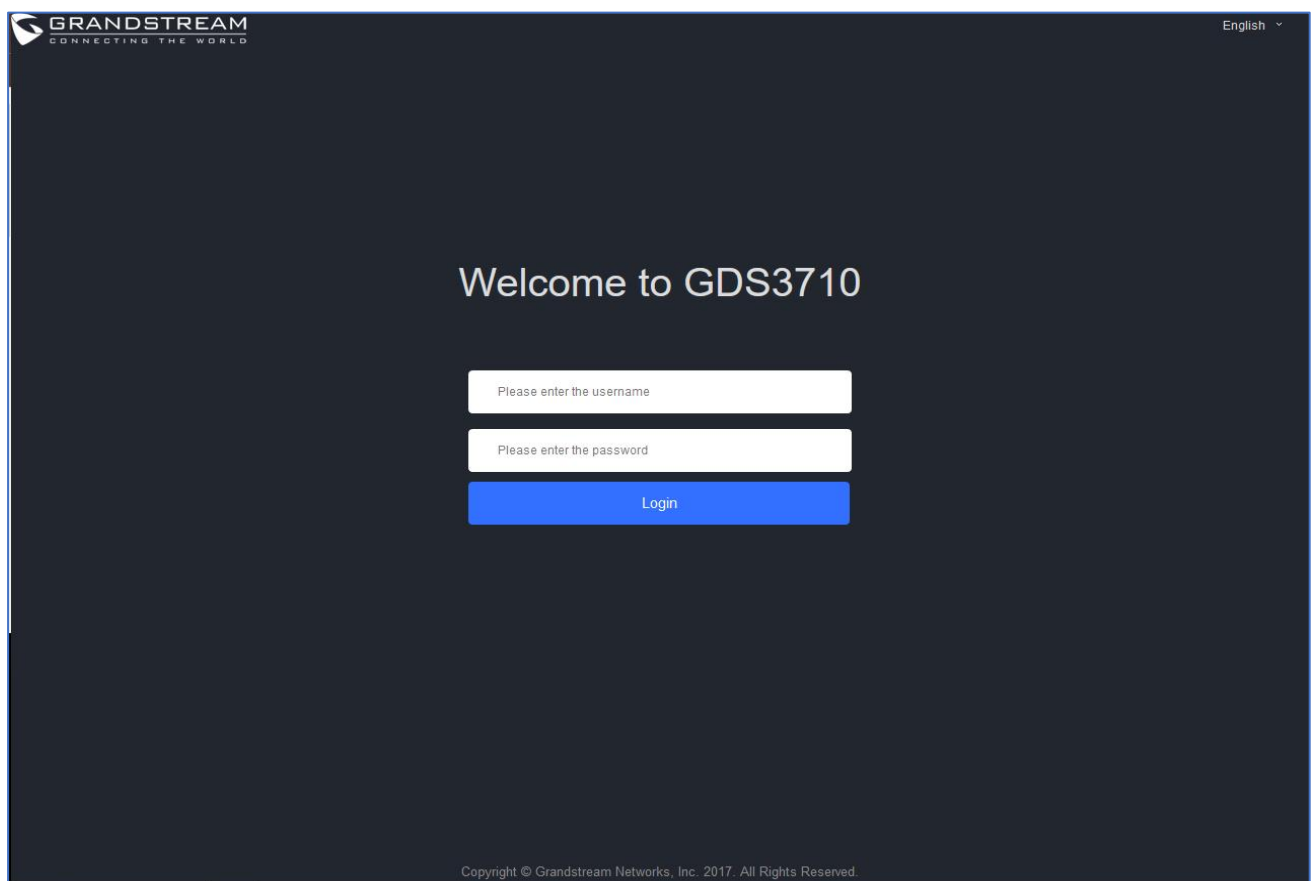 GRANDSTREAM
CONNECTING THE WORLD
English
Welcome to GDS3710
Please enter the username
Please enter the password
Login
Copyright © Grandstream Networks, Inc. 2017. All Rights Reserved.